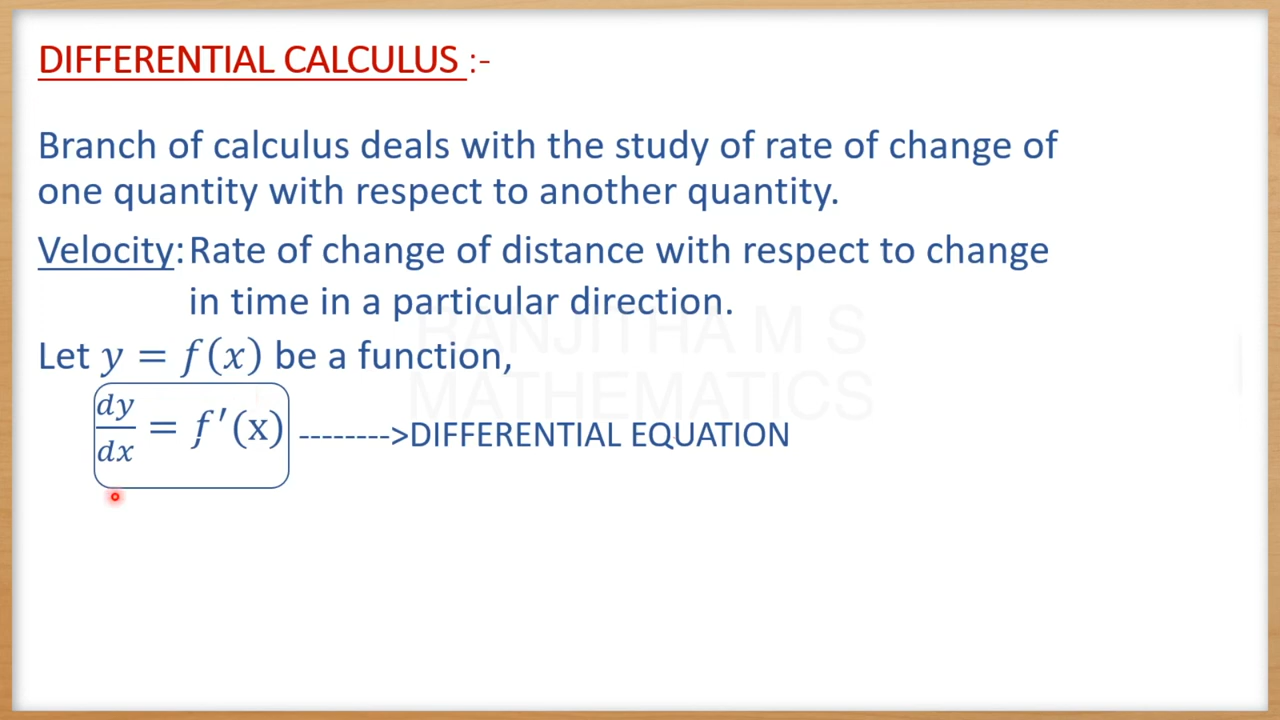 DIFFERENTIAL CALCULUS :-
Branch of calculus deals with the study of rate of change of
one quantity with respect to another quantity.
Velocity: Rate of change of distance with respect to change
in time in a particular direction.
RANJITHA M S
Let y = f(x) be a function,
MATHEMATICS
dy/dx = f′(x) -------->DIFFERENTIAL EQUATION